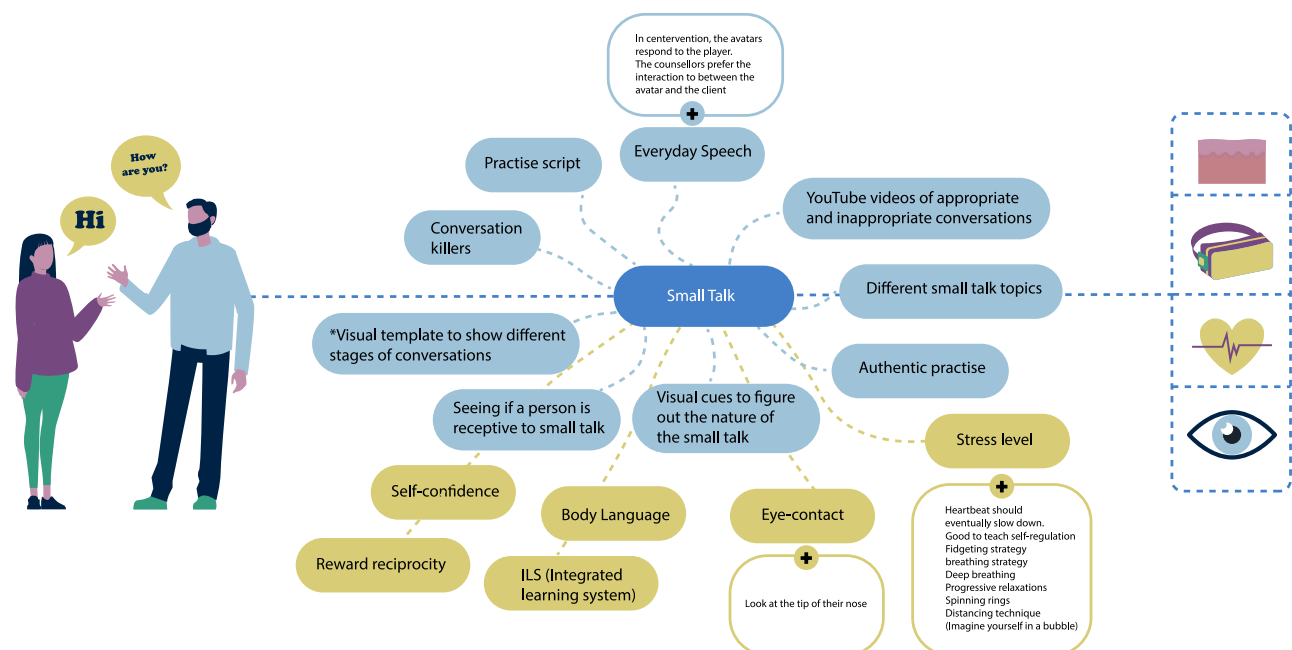 In centervention, the avatars
respond to the player.
The counsellors prefer the
interaction to between the
avatar and the client
How
are you?
Hi
Practise script
Everyday Speech
YouTube videos of appropriate
and inappropriate conversations
Conversation
killers
Small Talk
Different small talk topics
*Visual template to show different
stages of conversations
Authentic practise
Seeing if a person is
receptive to small talk
Visual cues to figure
out the nature of
the small talk
Stress level
Self-confidence
Body Language
Eye-contact
Heartbeat should
eventually slow down.
Good to teach self-regulation
Fidgeting strategy
breathing strategy
Deep breathing
Progressive relaxations
Spinning rings
Distancing technique
(Imagine yourself in a bubble)
Reward reciprocity
ILS (Integrated
learning system)
Look at the tip of their nose